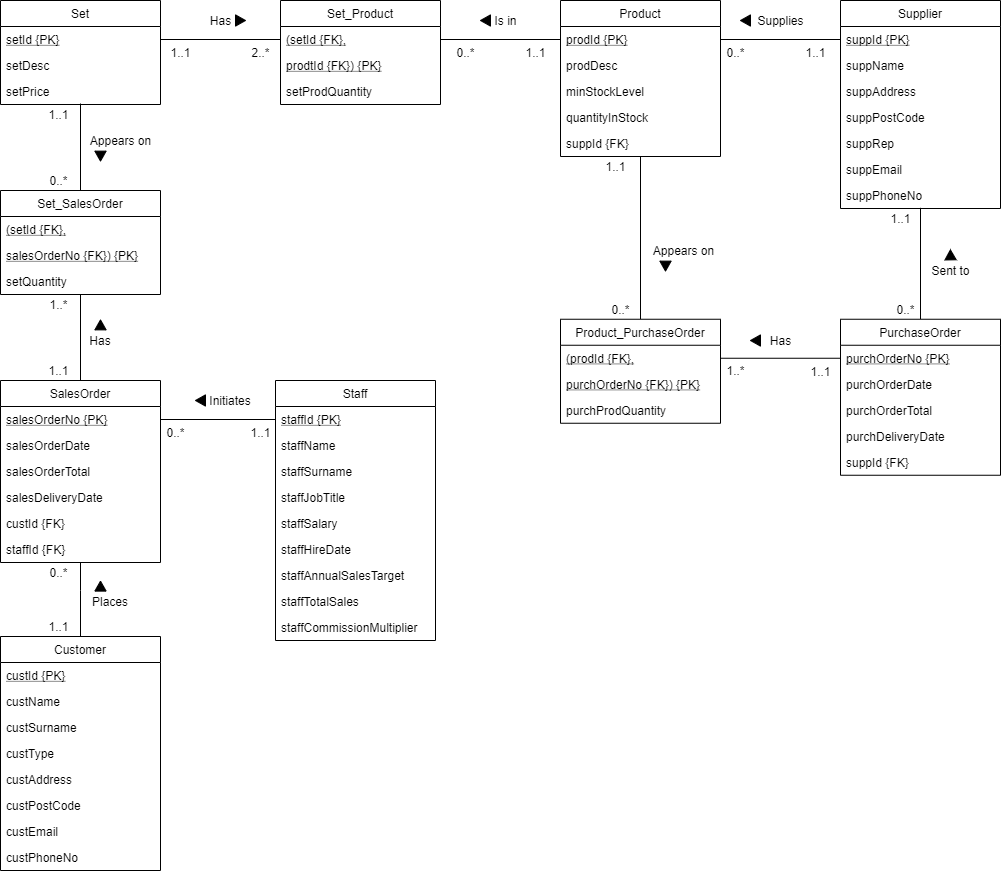 Set
setId {PK}
setDesc
setPrice
Has
1..1
2..*
Set_Product
(setId {FK},
prodtId {FK}) {PK}
setProdQuantity
Is in
0..*
1..1
Product
prodId {PK}
prodDesc
minStockLevel
quantityInStock
suppId {FK}
Supplies
0..*
1..1
Supplier
suppId {PK}
suppName
suppAddress
suppPostCode
suppRep
suppEmail
suppPhoneNo
1..1
Appears on
0..*
Set_SalesOrder
(setId {FK},
salesOrderNo {FK}) {PK}
setQuantity
1..1
Appears on
0..*
1..1
Sent to
0..*
Product_PurchaseOrder
(prodId {FK},
purchOrderNo {FK}) {PK}
purchProdQuantity
Has
1..*
1..1
PurchaseOrder
purchOrderNo {PK}
purchOrderDate
purchOrderTotal
purchDeliveryDate
suppId {FK}
1..*
Has
1..1
SalesOrder
salesOrderNo {PK}
salesOrderDate
salesOrderTotal
salesDeliveryDate
custId {FK}
staffId {FK}
Initiates
0..*
1..1
Staff
staffId {PK}
staffName
staffSurname
staffJobTitle
staffSalary
staffHireDate
staffAnnualSalesTarget
staffTotalSales
staffCommissionMultiplier
0..*
Places
1..1
Customer
custId {PK}
custName
custSurname
custType
custAddress
custPostCode
custEmail
custPhoneNo